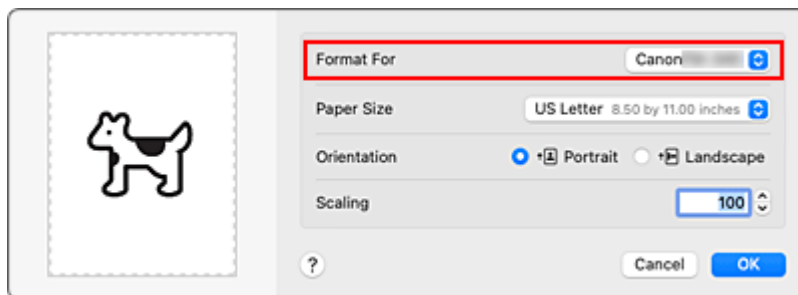 Format For
Canon
Paper Size
US Letter 8.50 by 11.00 inches
Orientation
Portrait
Landscape
Scaling
100
?
Cancel
OK